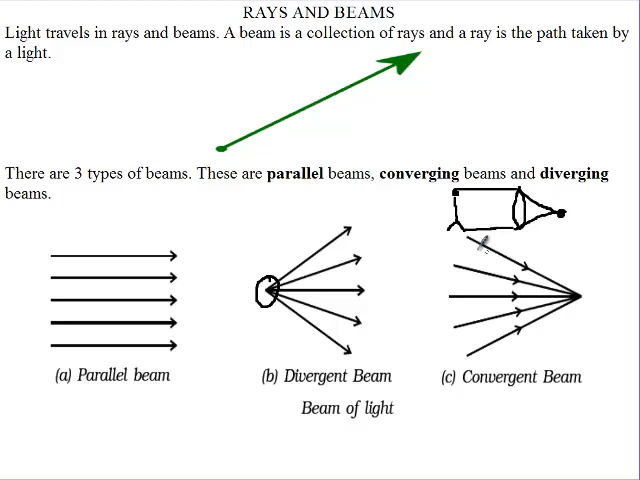 RAYS AND BEAMS
Light travels in rays and beams. A beam is a collection of rays and a ray is the path taken by
a light.
There are 3 types of beams. These are parallel beams, converging beams and diverging
beams.
(a) Parallel beam
(b) Divergent Beam
(c) Convergent Beam
Beam of light